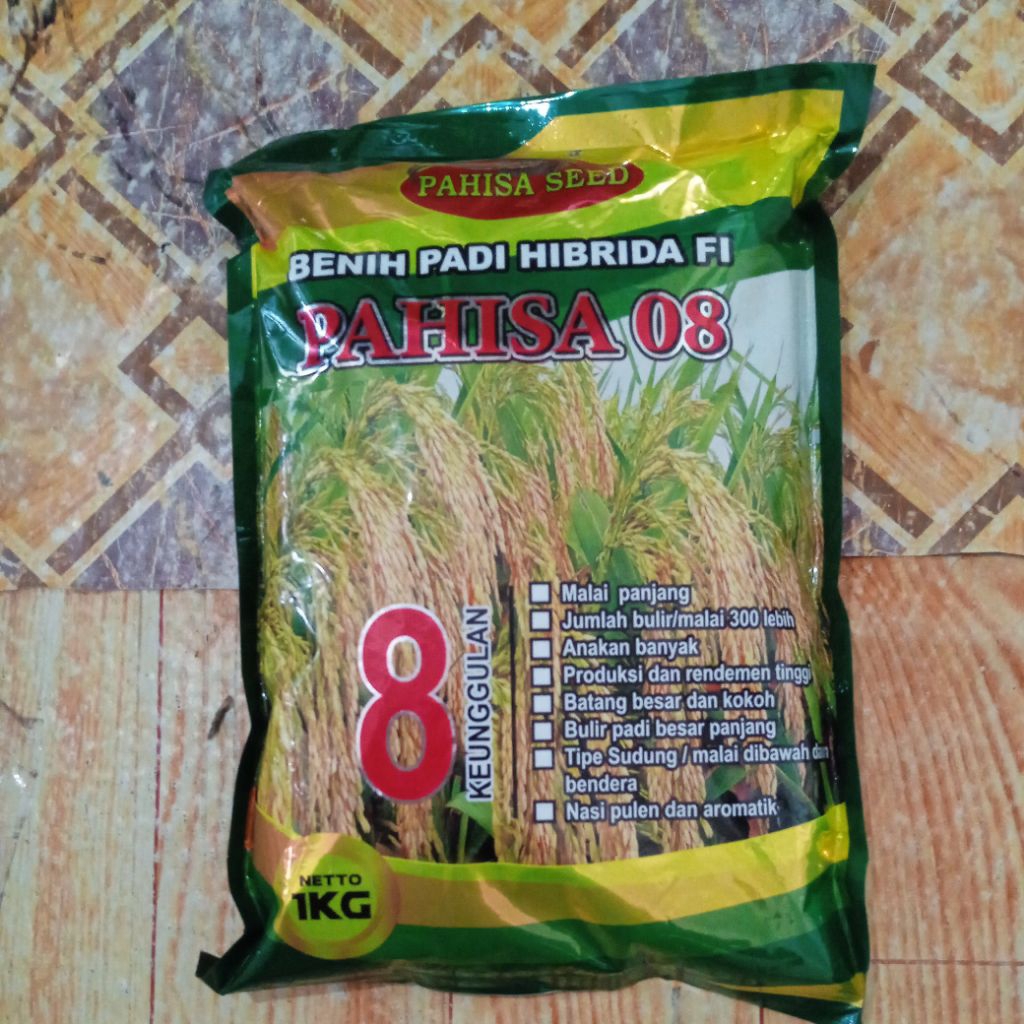 PAHISA SEED
BENIH PADI HIBRIDA FI
PAHISA 08
8
KEUNGGULAN
Malai panjang
Jumlah bulir/malai 300 lebih
Anakan banyak
Produksi dan rendemen tinggi
Batang besar dan kokoh
Bulir padi besar panjang
Tipe Sudung / malai dibawah daun
bendera
Nasi pulen dan aromatik
NETTO
1KG